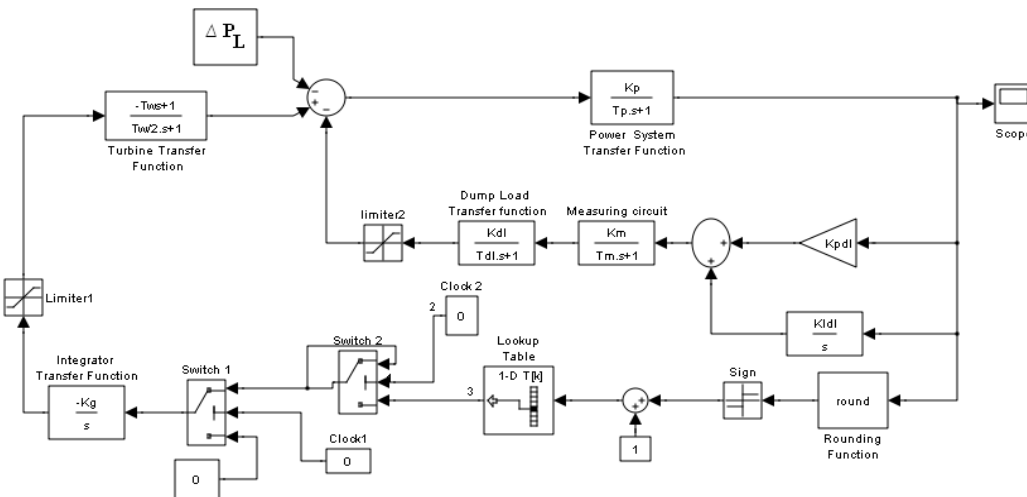 Δ P
L
-Tws+1
Tw/2.s+1
Turbine Transfer
Function
Kp
Tp.s+1
Power System
Transfer Function
Scope
Dump Load
Transfer function
Measuring circuit
limiter2
Kdl
Tdl.s+1
Km
Tm.s+1
+
+
Kpdl
Limiter1
KIdl
s
Clock 2
2
0
Integrator
Transfer Function
-Kg
s
Switch 1
Switch 2
Lookup
Table
1-D T[k]
3
Sign
round
Rounding
Function
1
Clock1
0
0